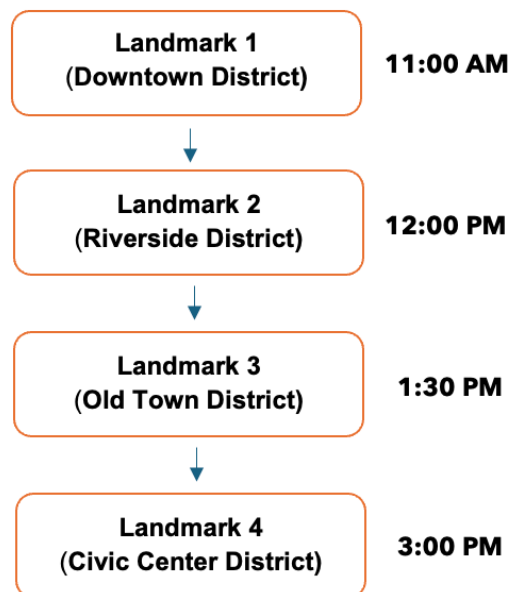 Landmark 1
(Downtown District)
11:00 AM
Landmark 2
(Riverside District)
12:00 PM
Landmark 3
(Old Town District)
1:30 PM
Landmark 4
(Civic Center District)
3:00 PM